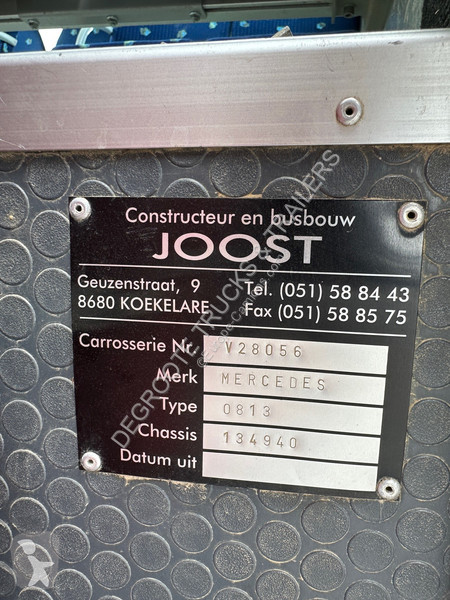 Constructeur en busbouw
JOOST
Geuzenstraat, 9 Tel. (051) 58 84 43
8680 KOEKELARE Fax (051) 58 85 75
Carrosserie Nr. V28056
Merk MERCEDES
Type 0813
Chassis 134940
Datum uit
DEGROOTE TRUCKS & TRAILERS